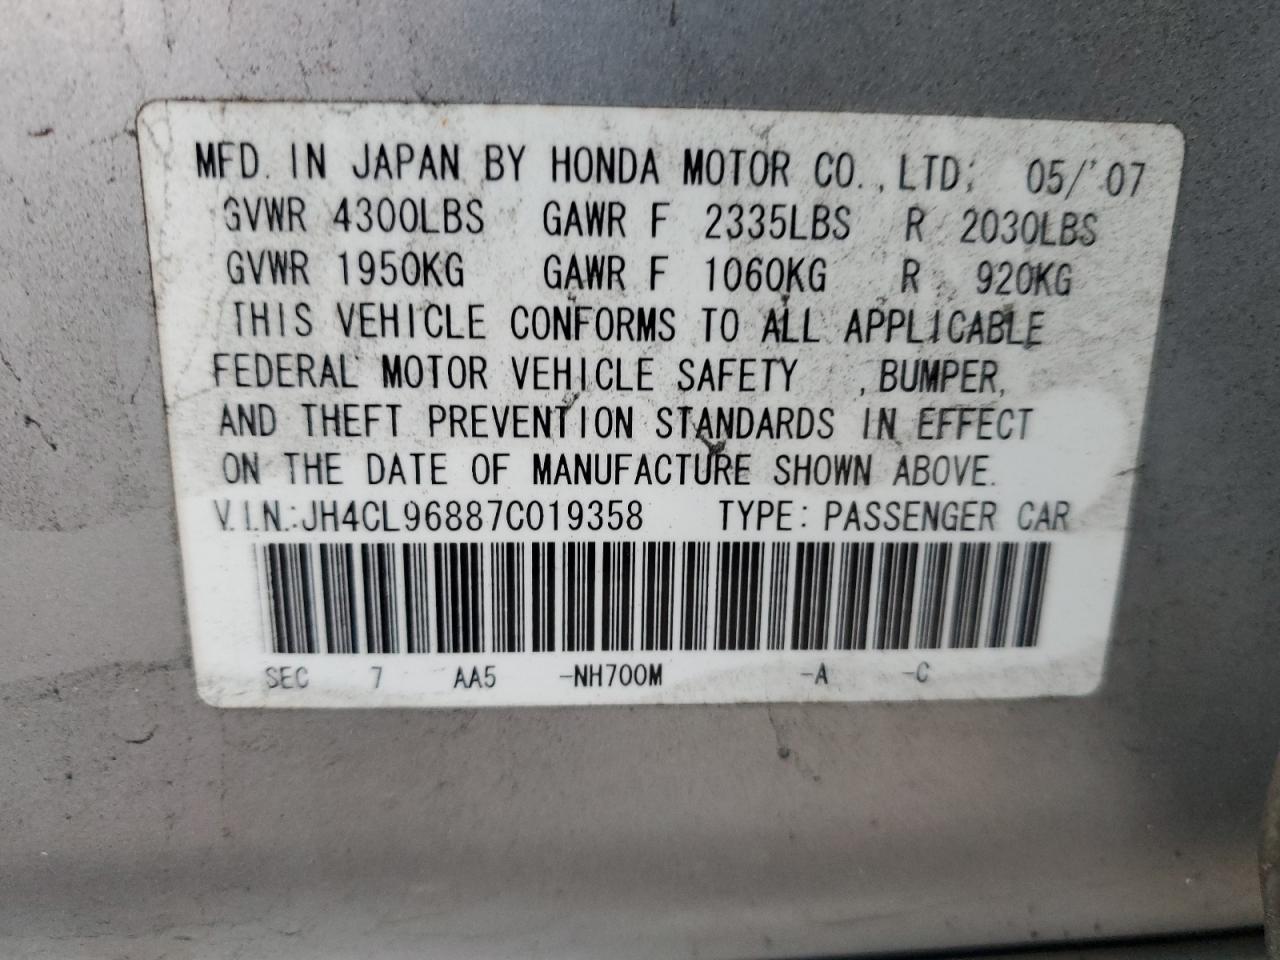 MFD. IN JAPAN BY HONDA MOTOR CO., LTD. 05/'07
GVWR 4300LBS GAWR F 2335LBS R 2030LBS
GVWR 1950KG GAWR F 1060KG R 920KG
THIS VEHICLE CONFORMS TO ALL APPLICABLE
FEDERAL MOTOR VEHICLE SAFETY , BUMPER,
AND THEFT PREVENTION STANDARDS IN EFFECT
ON THE DATE OF MANUFACTURE SHOWN ABOVE.
V.I.N.:JH4CL96887C019358 TYPE: PASSENGER CAR
SEC 7 AA5 -NH700M -A -C